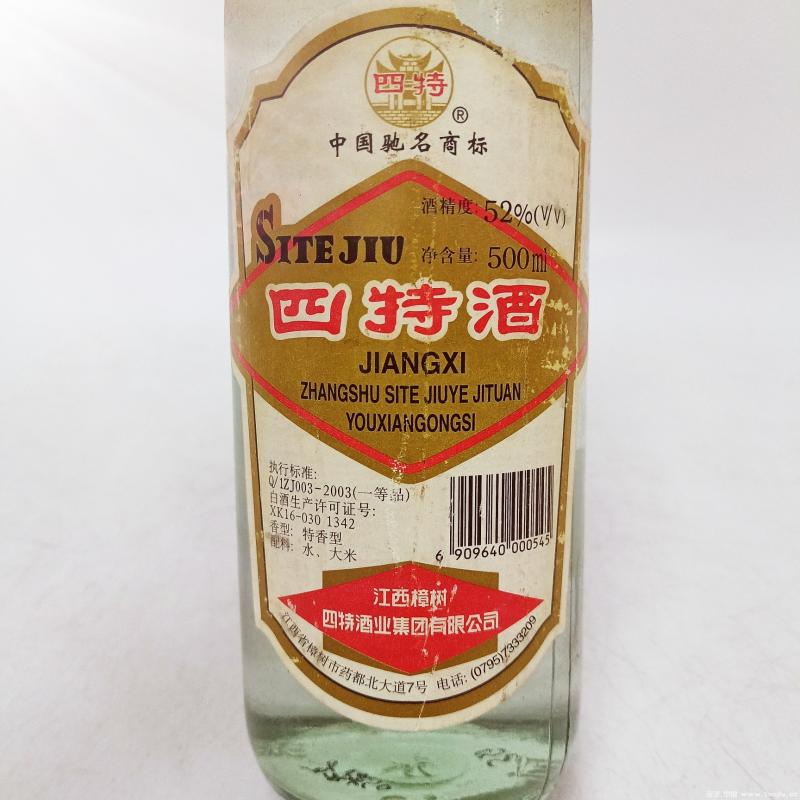 四特
®
中国驰名商标
酒精度: 52%(V/V)
SITE JIU
净含量: 500ml
四特酒
JIANGXI
ZHANGSHU SITE JIUYE JITUAN
YOUXIANGONGSI
执行标准:
Q/1ZJ003-2003(一等品)
白酒生产许可证号:
XK16-030 1342
香型: 特香型
配料: 水、大米
6 909640 000545
江西樟树
四特酒业集团有限公司
江西省樟树市药都北大道7号 电话: (0795)7333209